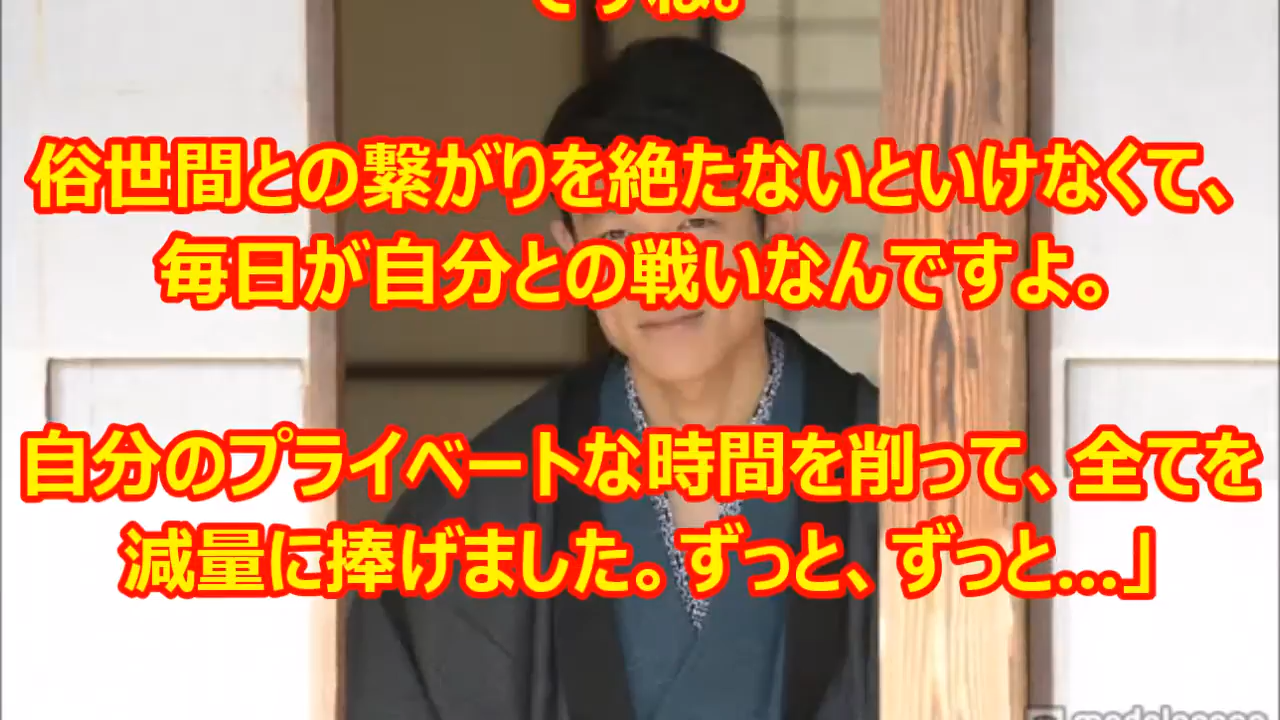 ですね。
俗世間との繋がりを絶たないといけなくて、
毎日が自分との戦いなんですよ。
自分のプライベートな時間を削って、全てを
減量に捧げました。ずっと、ずっと…」